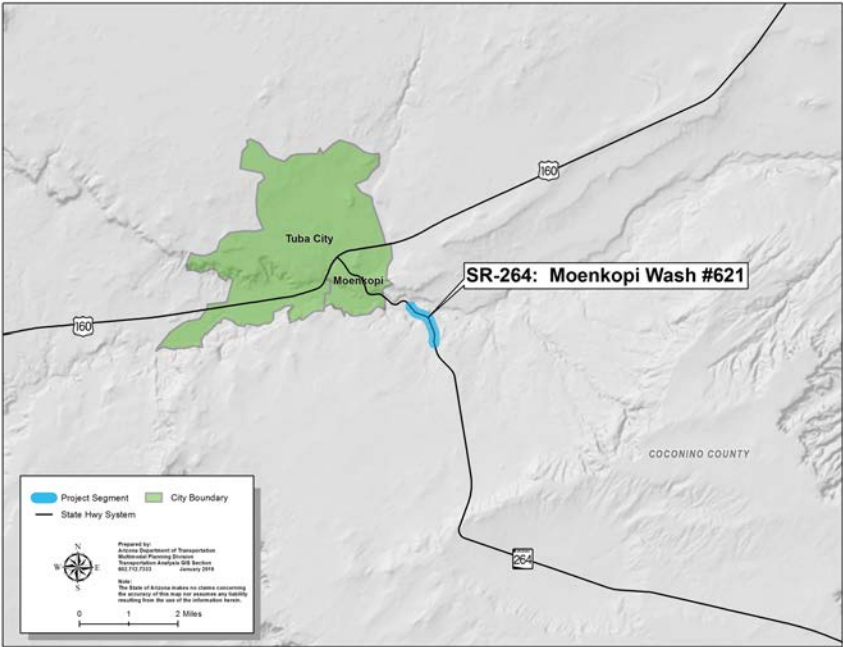 160
Tuba City
Moenkopi
SR-264: Moenkopi Wash #621
160
COCONINO COUNTY
264
Project Segment
City Boundary
State Hwy System
N
W
E
S
Prepared by:
Arizona Department of Transportation
Multimodal Planning Division
Transportation Analysis GIS Section
602.712.7333 January 2018
Note:
The State of Arizona makes no claims concerning
the accuracy of this map nor assumes any liability
resulting from the use of the information herein.
0 1 2 Miles